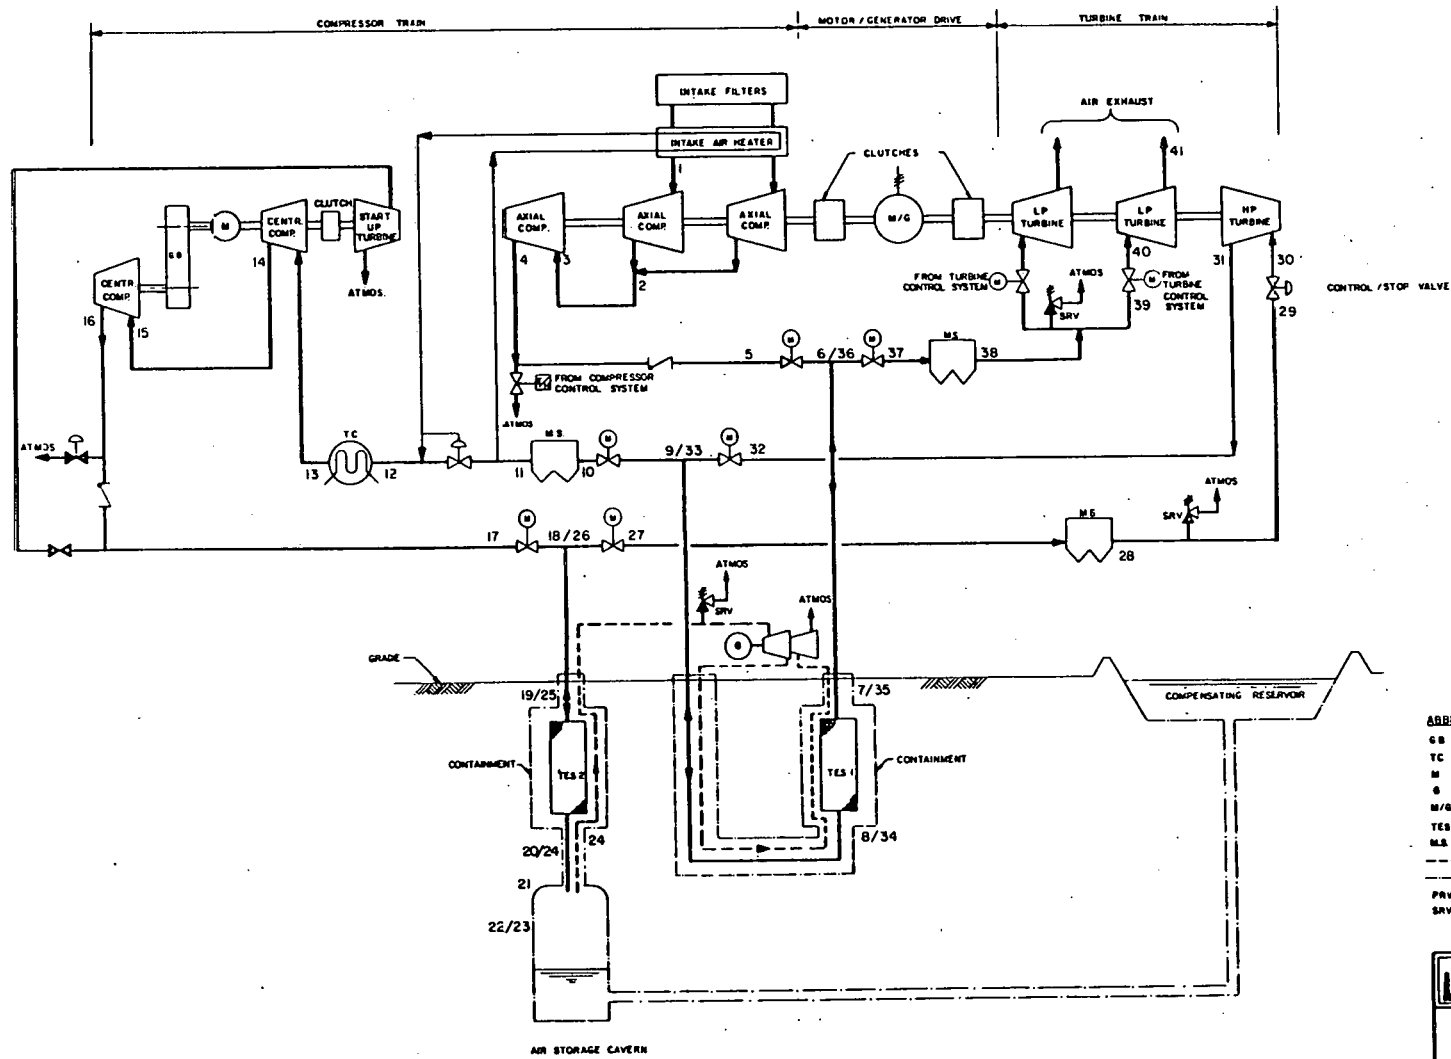 COMPRESSOR TRAIN
MOTOR / GENERATOR DRIVE
TURBINE TRAIN
INTAKE FILTERS
INTAKE AIR HEATER
AIR EXHAUST
1
41
CLUTCHES
AXIAL
COMP.
AXIAL
COMP.
AXIAL
COMP.
M/G
LP
TURBINE
LP
TURBINE
HP
TURBINE
CENTR.
COMP.
CLUTCH
START
UP
TURBINE
M
GB
14
ATMOS.
CENTR.
COMP.
16
15
4
3
2
40
31
30
FROM TURBINE
CONTROL SYSTEM
M
ATMOS
SRV
M
FROM
TURBINE
CONTROL
SYSTEM
39
CONTROL / STOP VALVE
29
5
M
6/36
M
37
MS
38
FROM COMPRESSOR
CONTROL SYSTEM
ATMOS
ATMOS
TC
13
12
11
MS
10
M
9/33
M
32
17
M
18/26
M
27
MS
28
SRV
ATMOS
ATMOS
SRV
ATMOS
G
GRADE
19/25
7/35
COMPENSATING RESERVOIR
CONTAINMENT
TES 2
TES 1
CONTAINMENT
20/24
24
8/34
21
22/23
AIR STORAGE CAVERN
ABB
GB
TC
M
G
M/G
TES
M.S
PRV
SRV